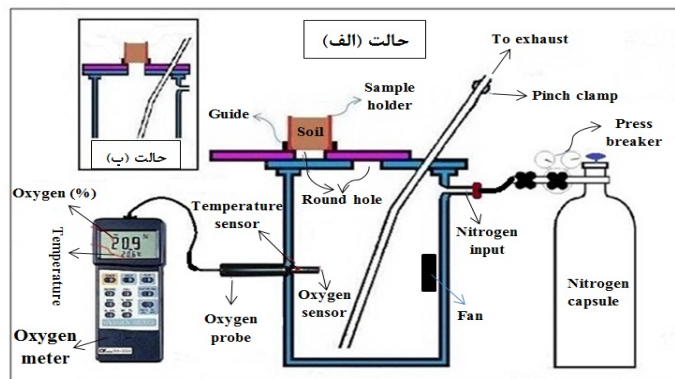 حالت (الف)
To exhaust
Pinch clamp
Press
breaker
Sample
holder
Guide
Soil
Round hole
حالت (ب)
Oxygen (%)
Temperature
sensor
Nitrogen
input
20.9
Temperature
Oxygen
sensor
Fan
Nitrogen
capsule
Oxygen
probe
Oxygen
meter